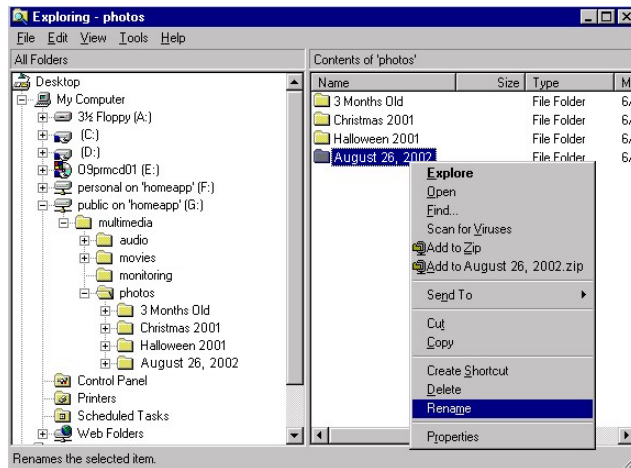 Exploring - photos
File Edit View Tools Help
All Folders
Contents of 'photos'
Desktop
My Computer
3½ Floppy (A:)
(C:)
(D:)
09prmcd01 (E:)
personal on 'homeapp' (F:)
public on 'homeapp' (G:)
multimedia
audio
movies
monitoring
photos
3 Months Old
Christmas 2001
Halloween 2001
August 26, 2002
Control Panel
Printers
Scheduled Tasks
Web Folders
Name Size Type M
3 Months Old File Folder 6/
Christmas 2001 File Folder 6/
Halloween 2001 File Folder 6/
August 26, 2002 File Folder 6/
Explore
Open
Find...
Scan for Viruses
Add to Zip
Add to August 26, 2002.zip
Send To
Cut
Copy
Create Shortcut
Delete
Rename
Properties
Renames the selected item.